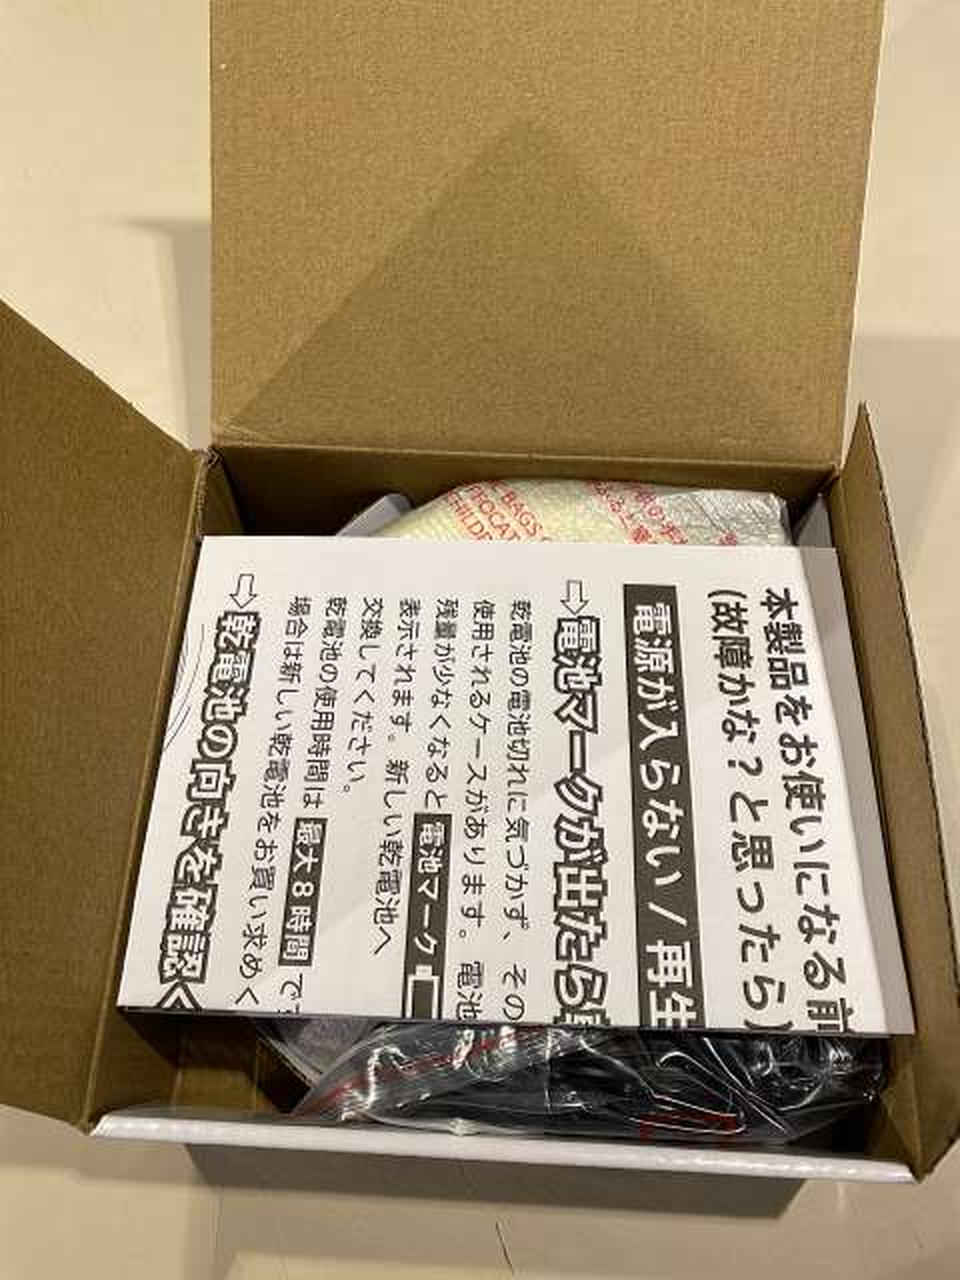 本製品をお使いになる前
(故障かな？と思ったら)
電源が入らない / 再生
⇨電池マークが出たら
乾電池の電池切れに気づかず、その
使用されるケースがあります。電池
残量が少なくなると 電池マーク
表示されます。新しい乾電池へ
交換してください。
乾電池の使用時間は 最大8時間 で
場合は新しい乾電池をお買い求めく
⇨乾電池の向きを確認く
BAGS